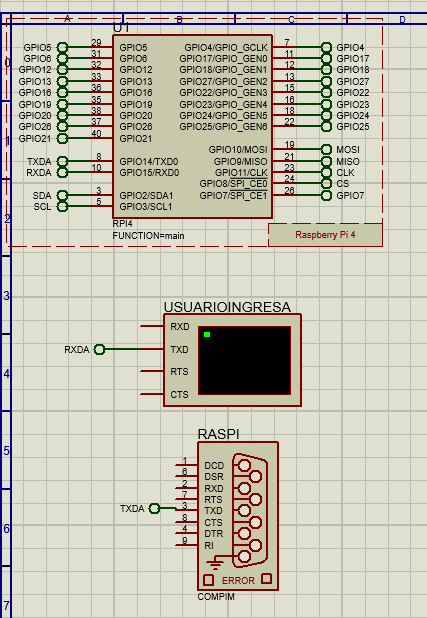 A B C D
U1
GPIO5 29 GPIO5 GPIO4/GPIO_GCLK 7 GPIO4
GPIO6 31 GPIO6 GPIO17/GPIO_GEN0 11 GPIO17
GPIO12 32 GPIO12 GPIO18/GPIO_GEN1 12 GPIO18
GPIO13 33 GPIO13 GPIO27/GPIO_GEN2 13 GPIO27
GPIO16 36 GPIO16 GPIO22/GPIO_GEN3 15 GPIO22
GPIO19 35 GPIO19 GPIO23/GPIO_GEN4 16 GPIO23
GPIO20 38 GPIO20 GPIO24/GPIO_GEN5 18 GPIO24
GPIO26 37 GPIO26 GPIO25/GPIO_GEN6 22 GPIO25
GPIO21 40 GPIO21
GPIO10/MOSI 19 MOSI
TXDA 8 GPIO14/TXD0 GPIO9/MISO 21 MISO
RXDA 10 GPIO15/RXD0 GPIO11/CLK 23 CLK
GPIO8/SPI_CE0 24 CS
SDA 3 GPIO2/SDA1 GPIO7/SPI_CE1 26 GPIO7
SCL 5 GPIO3/SCL1
RPI4
FUNCTION=main
Raspberry Pi 4
0
1
2
3
4
5
6
7
USUARIOINGRESA
RXD
RXDA TXD
RTS
CTS
RASPI
1 DCD
6 DSR
2 RXD
7 RTS
TXDA 3 TXD
8 CTS
4 DTR
9 RI
ERROR
COMPIM